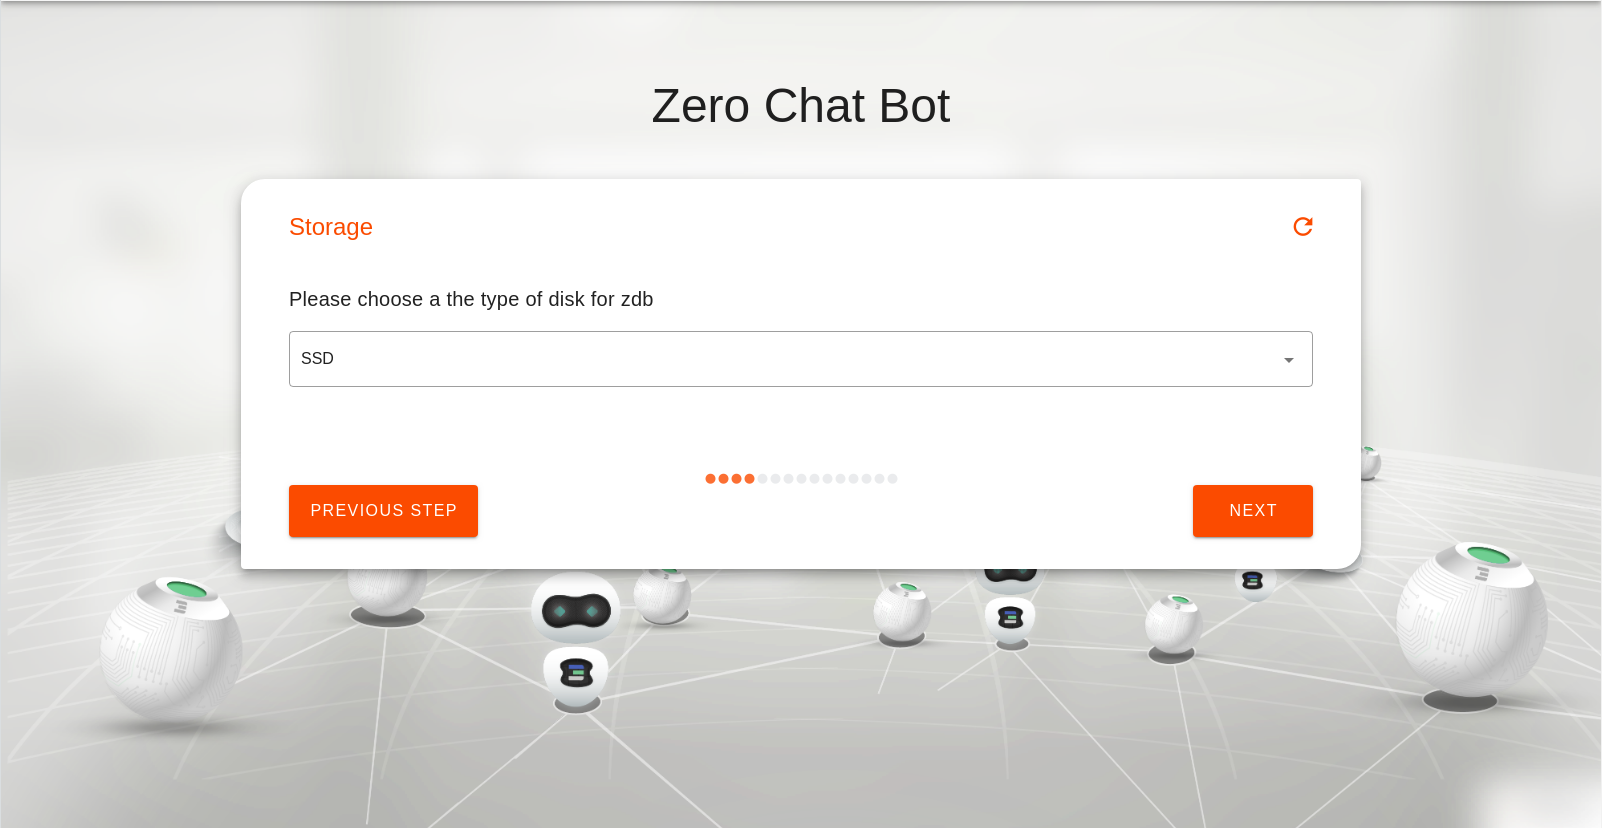 Zero Chat Bot
Storage
Please choose a the type of disk for zdb
SSD
PREVIOUS STEP
NEXT